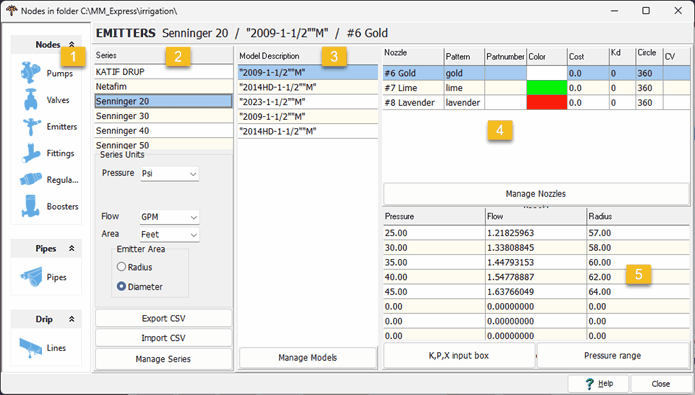 Nodes in folder C:\MM_Express\irrigation\
Nodes
1
Pumps
Valves
Emitters
Fittings
Regula...
Boosters
Pipes
Pipes
Drip
Lines
EMITTERS Senninger 20 / "2009-1-1/2""M" / #6 Gold
Series
2
KATIF DRUP
Netafim
Senninger 20
Senninger 30
Senninger 40
Senninger 50
Series Units
Pressure Psi
Flow GPM
Area Feet
Emitter Area
Radius
Diameter
Export CSV
Import CSV
Manage Series
Model Description
3
"2009-1-1/2""M"
"2014HD-1-1/2""M"
"2023-1-1/2""M"
"2009-1-1/2""M"
"2014HD-1-1/2""M"
Manage Models
Nozzle Pattern Partnumber Color Cost Kd Circle CV
#6 Gold gold 0.0 0 360
#7 Lime lime 0.0 0 360
#8 Lavender lavender 0.0 0 360
4
Manage Nozzles
Pressure Flow Radius
25.00 1.21825963 57.00
30.00 1.33808845 58.00
35.00 1.44793153 60.00
40.00 1.54778887 62.00
45.00 1.63766049 64.00
0.00 0.00000000 0.00
0.00 0.00000000 0.00
0.00 0.00000000 0.00
5
K,P,X input box
Pressure range
? Help
Close